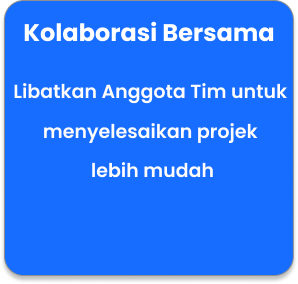 Kolaborasi Bersama
Libatkan Anggota Tim untuk
menyelesaikan projek
lebih mudah